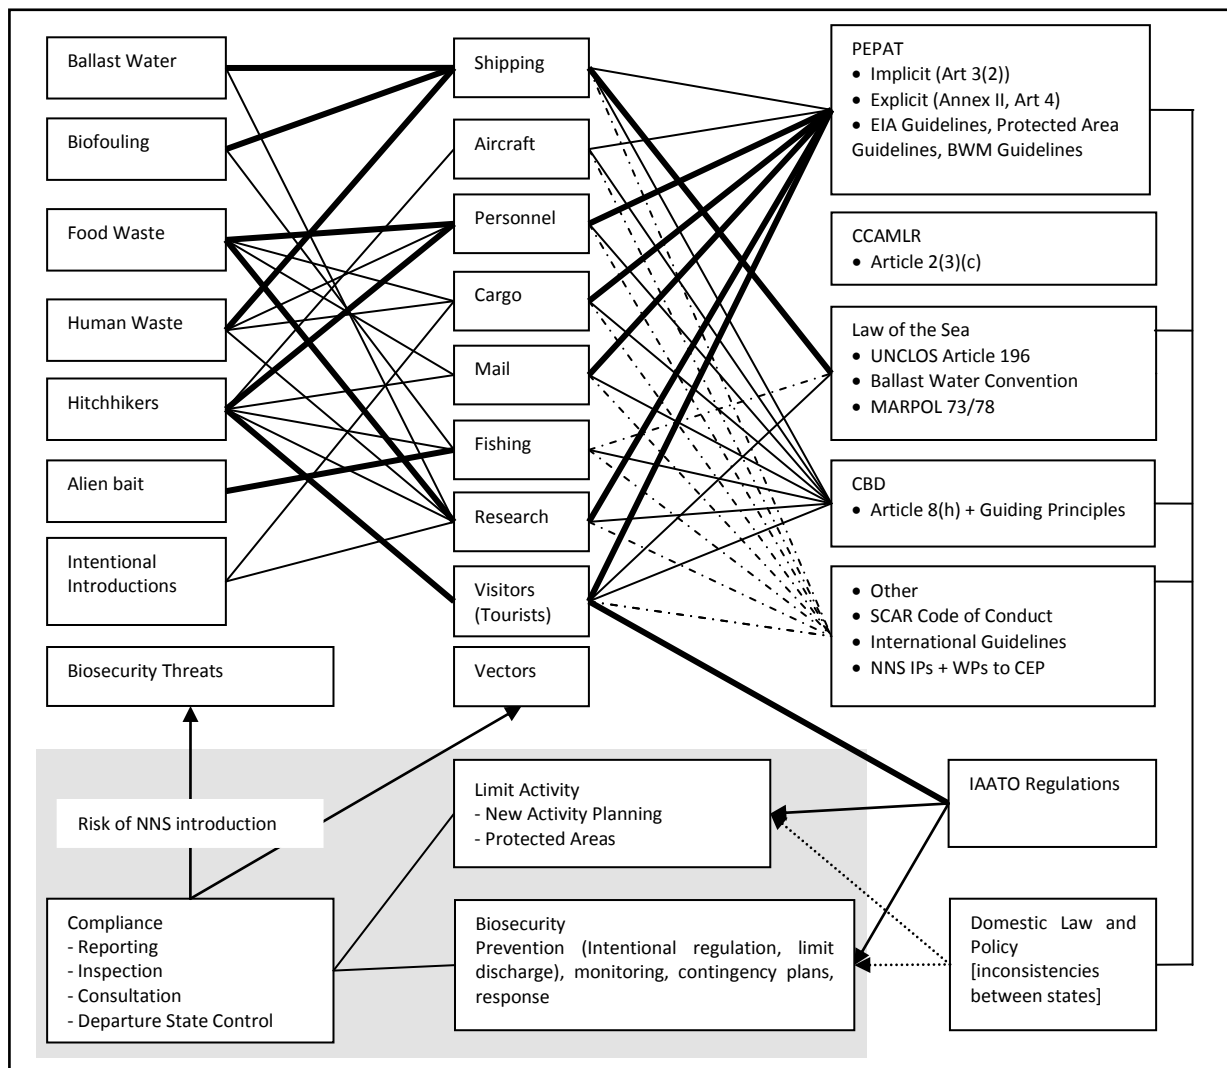 Ballast Water
Biofouling
Food Waste
Human Waste
Hitchhikers
Alien bait
Intentional
Introductions
Biosecurity Threats
Shipping
Aircraft
Personnel
Cargo
Mail
Fishing
Research
Visitors
(Tourists)
Vectors
PEPAT
• Implicit (Art 3(2))
• Explicit (Annex II, Art 4)
• EIA Guidelines, Protected Area
Guidelines, BWM Guidelines
CCAMLR
• Article 2(3)(c)
Law of the Sea
• UNCLOS Article 196
• Ballast Water Convention
• MARPOL 73/78
CBD
• Article 8(h) + Guiding Principles
• Other
• SCAR Code of Conduct
• International Guidelines
• NNS IPs + WPs to CEP
Risk of NNS introduction
Limit Activity
- New Activity Planning
- Protected Areas
IAATO Regulations
Compliance
- Reporting
- Inspection
- Consultation
- Departure State Control
Biosecurity
Prevention (Intentional regulation, limit
discharge), monitoring, contingency plans,
response
Domestic Law and
Policy
[inconsistencies
between states]